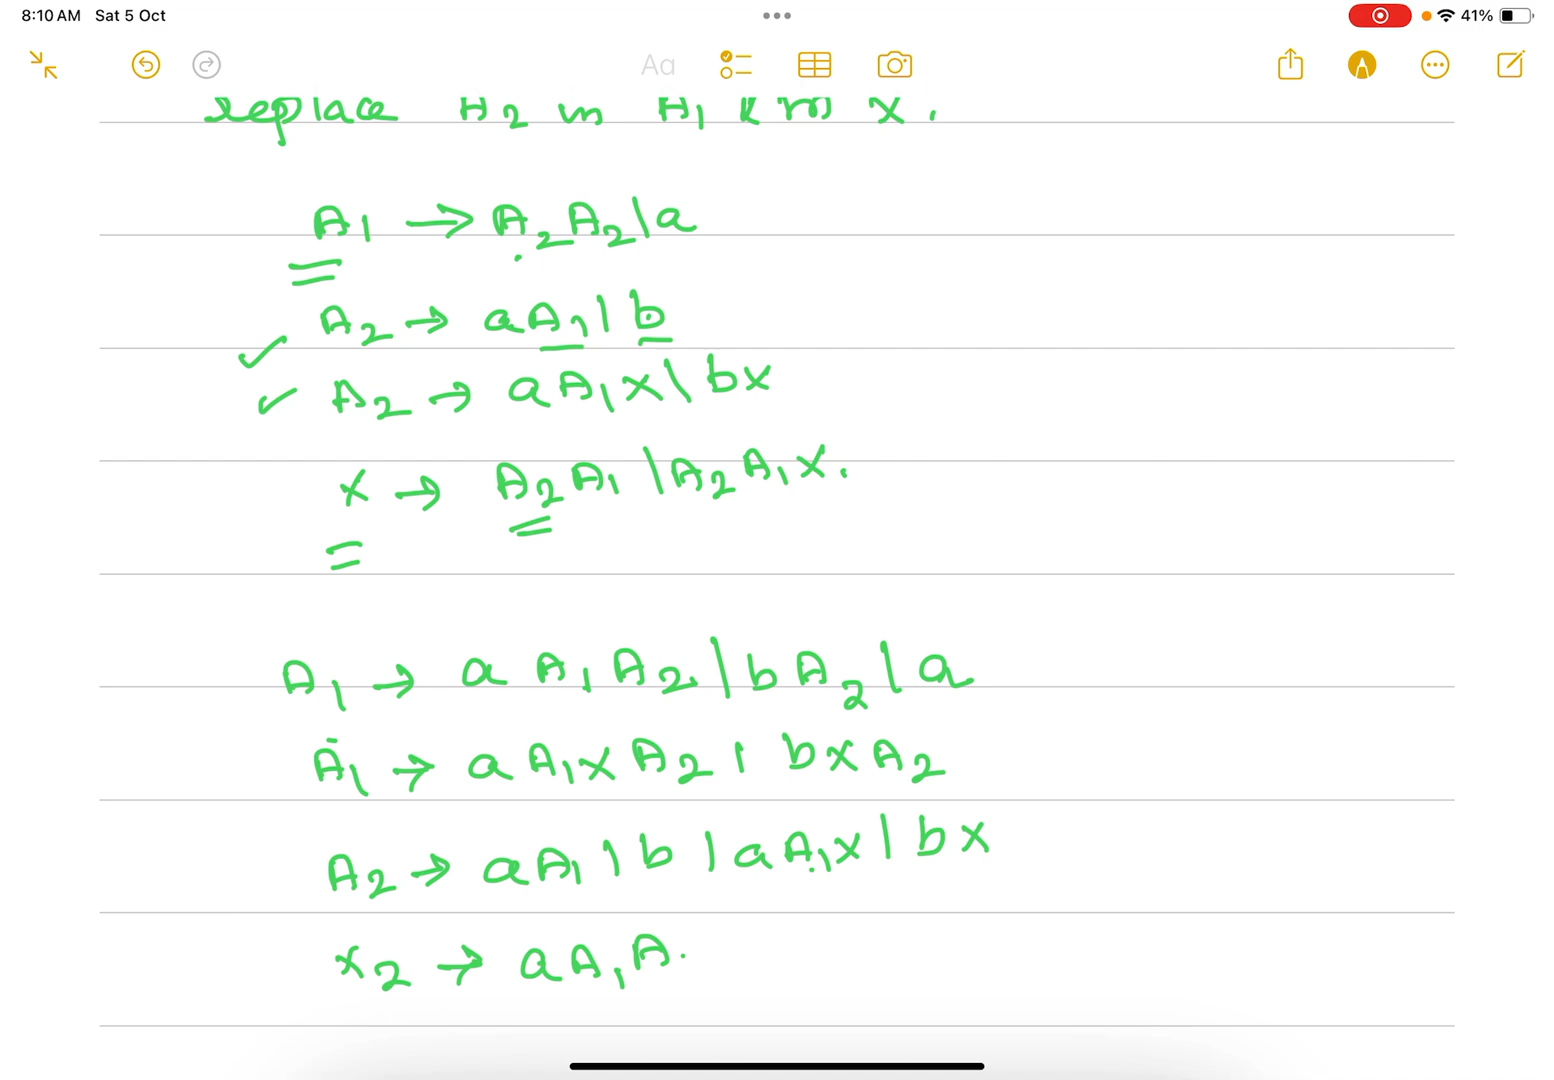 8:10 AM Sat 5 Oct
41%
Aa
replace A2 in A1 & in X.
A1 → A2A2 | a
A2 → aA1 | b
A2 → aA1X | bX
X → A2A1 | A2A1X.
A1 → aA1A2 | bA2 | a
A1 → aA1XA2 | bXA2
A2 → aA1 | b | aA1X | bX
X2 → aA1A